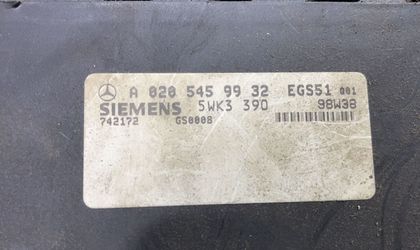 A 020 545 99 32 EGS51 001
SIEMENS 5WK3 390 98W38
742172 GS0008